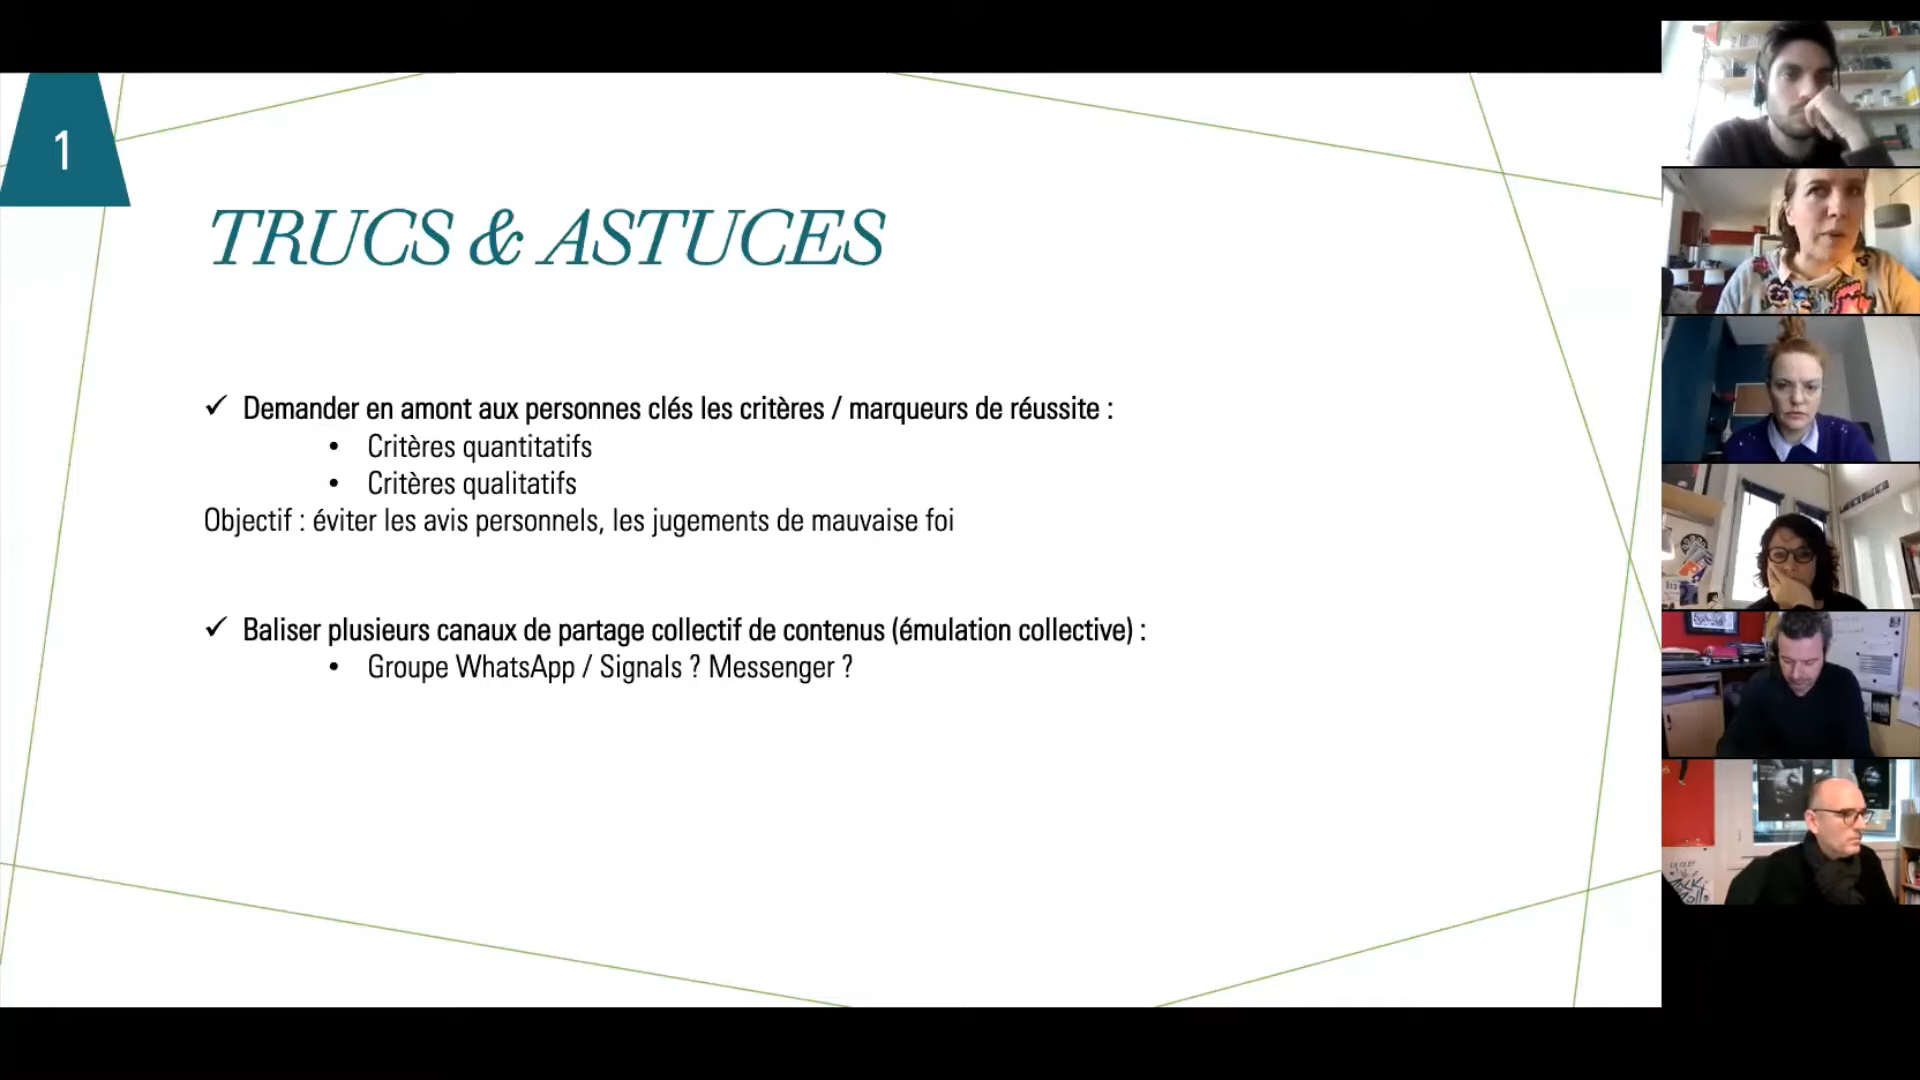 1
TRUCS & ASTUCES
✓ Demander en amont aux personnes clés les critères / marqueurs de réussite :
• Critères quantitatifs
• Critères qualitatifs
Objectif : éviter les avis personnels, les jugements de mauvaise foi
✓ Baliser plusieurs canaux de partage collectif de contenus (émulation collective) :
• Groupe WhatsApp / Signals ? Messenger ?